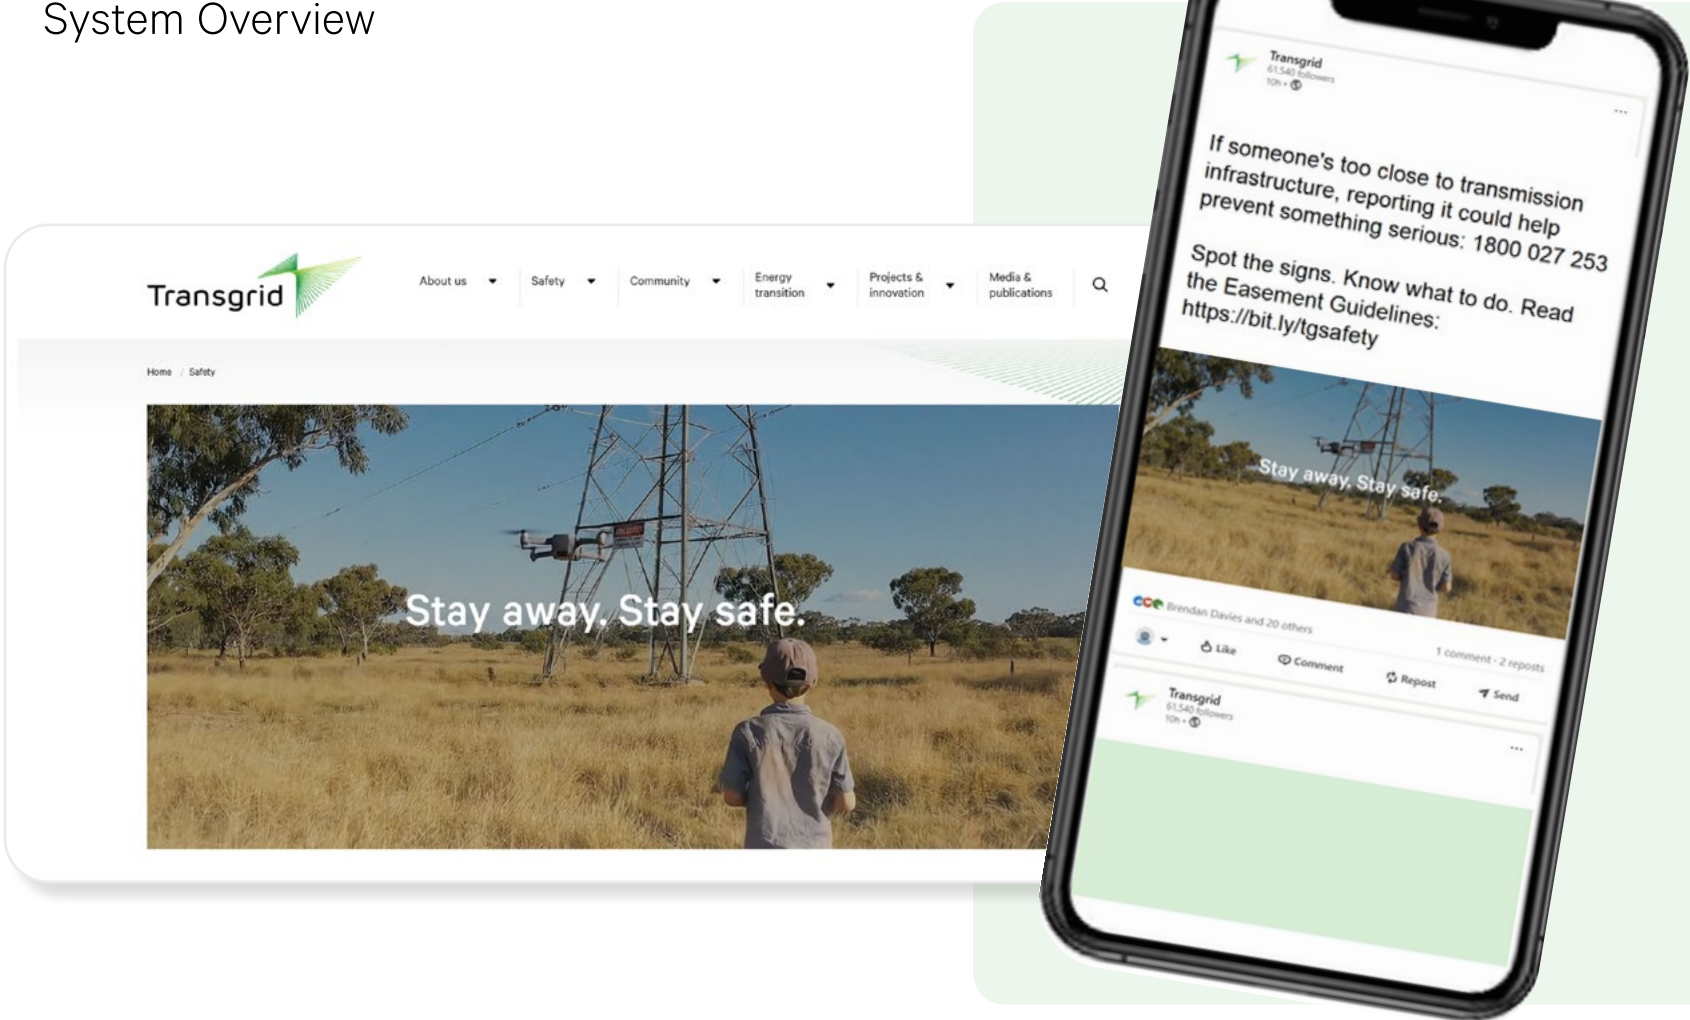 System Overview
Transgrid
About us
Safety
Community
Energy
transition
Projects &
innovation
Media &
publications
Home / Safety
Stay away. Stay safe.
Transgrid
61,540 followers
10h •
If someone's too close to transmission
infrastructure, reporting it could help
prevent something serious: 1800 027 253
Spot the signs. Know what to do. Read
the Easement Guidelines:
https://bit.ly/tgsafety
Stay away, Stay safe.
Brendan Davies and 20 others
1 comment · 2 reposts
Like
Comment
Repost
Send
Transgrid
61,540 followers
10h •